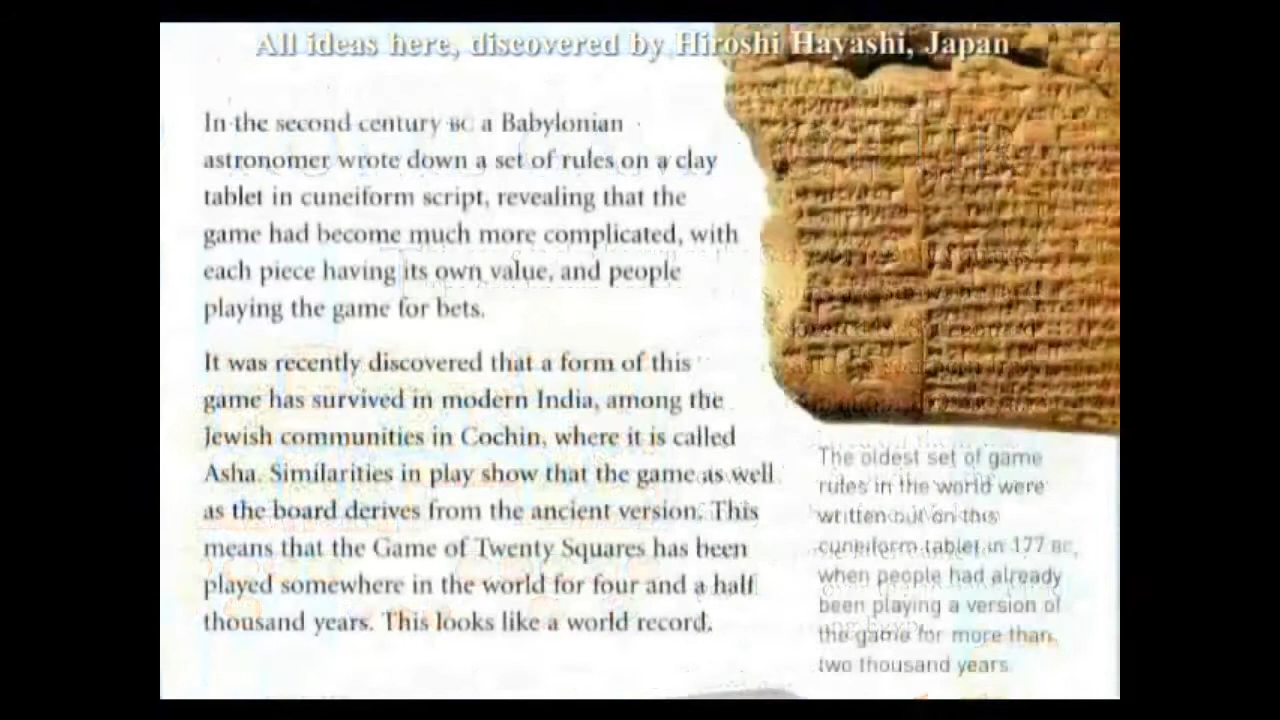 All ideas here, discovered by Hiroshi Hayashi, Japan
In the second century BC a Babylonian
astronomer wrote down a set of rules on a clay
tablet in cuneiform script, revealing that the
game had become much more complicated, with
each piece having its own value, and people
playing the game for bets.
It was recently discovered that a form of this
game has survived in modern India, among the
Jewish communities in Cochin, where it is called
Asha. Similarities in play show that the game as well
as the board derives from the ancient version. This
means that the Game of Twenty Squares has been
played somewhere in the world for four and a half
thousand years. This looks like a world record.
The oldest set of game
rules in the world were
written out on this
cuneiform tablet in 177 BC,
when people had already
been playing a version of
the game for more than
two thousand years.